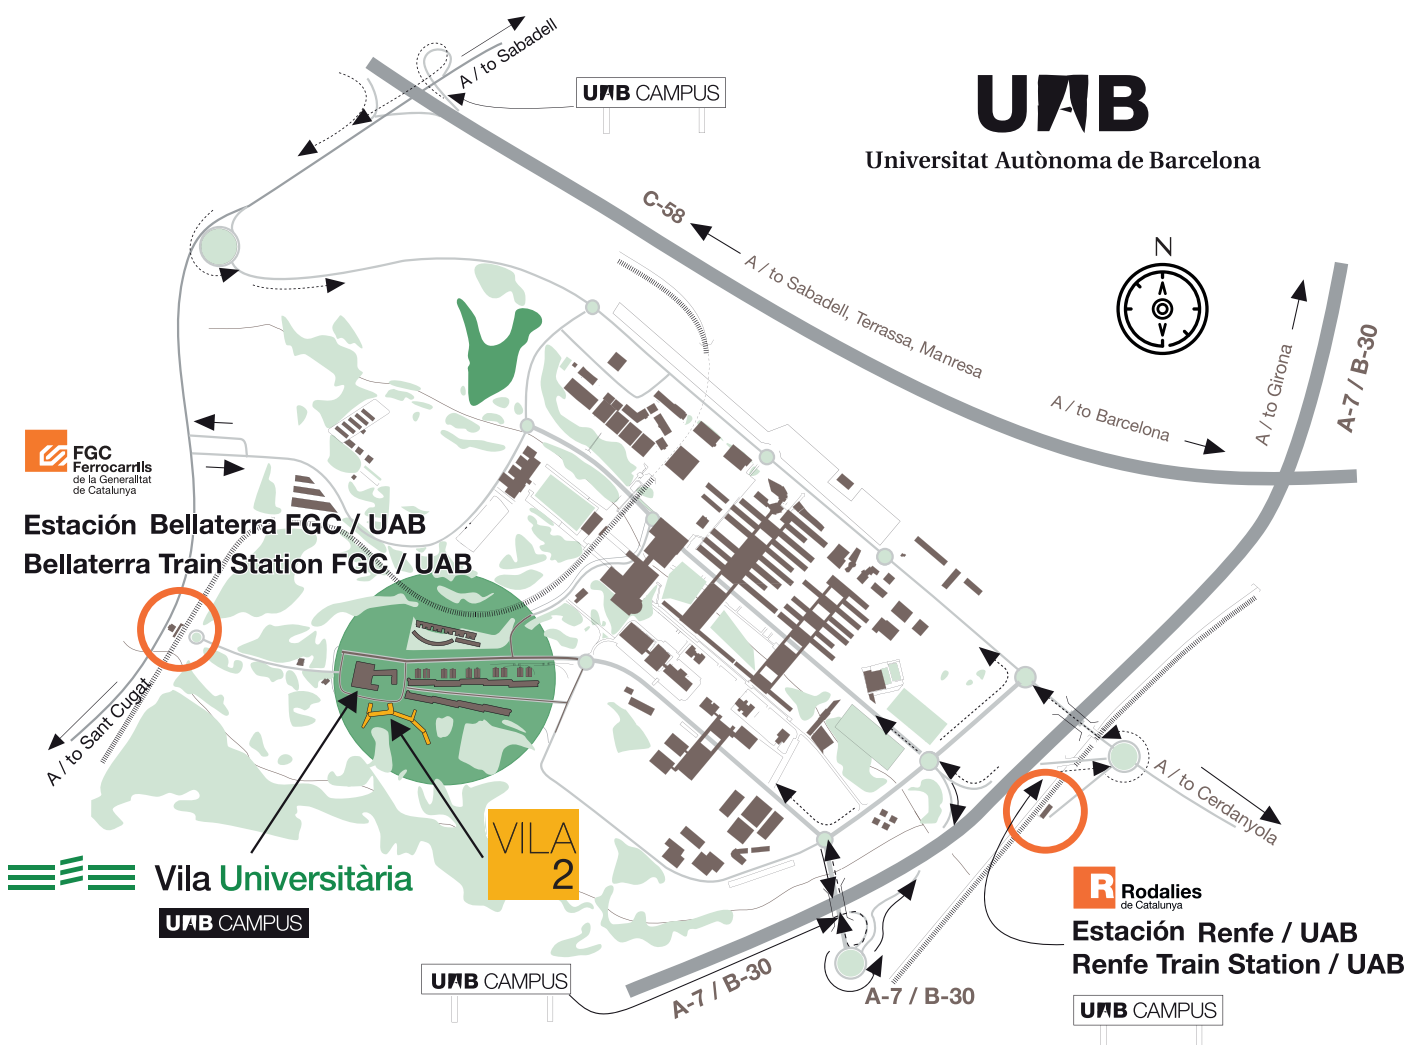 A / to Sabadell
UAB CAMPUS
UAB
Universitat Autònoma de Barcelona
C-58
A / to Sabadell, Terrassa, Manresa
N
A / to Girona
A-7 / B-30
A / to Barcelona
FGC
Ferrocarrils
de la Generalitat
de Catalunya
Estación Bellaterra FGC / UAB
Bellaterra Train Station FGC / UAB
A / to Sant Cugat
A / to Cerdanyola
VILA
2
Vila Universitària
UAB CAMPUS
R Rodalies
de Catalunya
Estación Renfe / UAB
Renfe Train Station / UAB
UAB CAMPUS
A-7 / B-30
A-7 / B-30
UAB CAMPUS